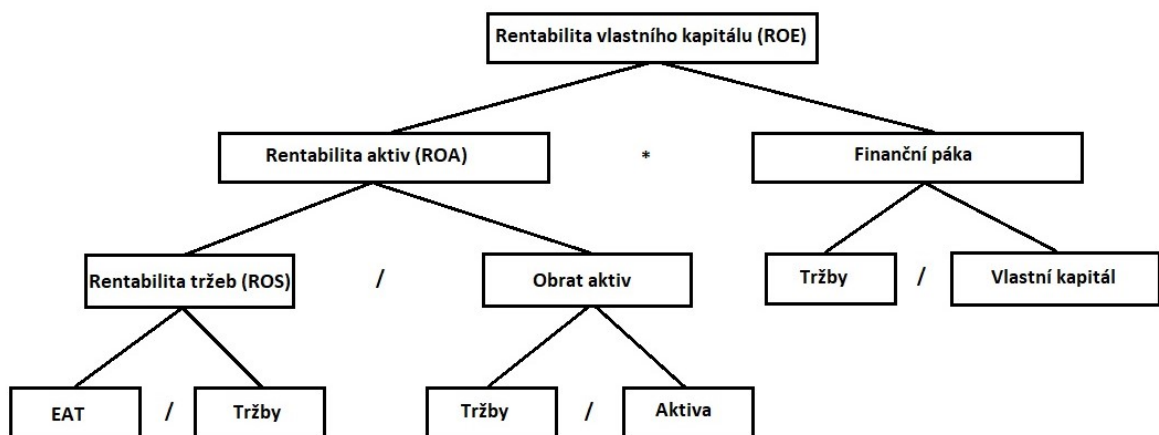 Rentabilita vlastního kapitálu (ROE)
Rentabilita aktiv (ROA) * Finanční páka
Rentabilita tržeb (ROS) / Obrat aktiv Tržby / Vlastní kapitál
EAT / Tržby Tržby / Aktiva